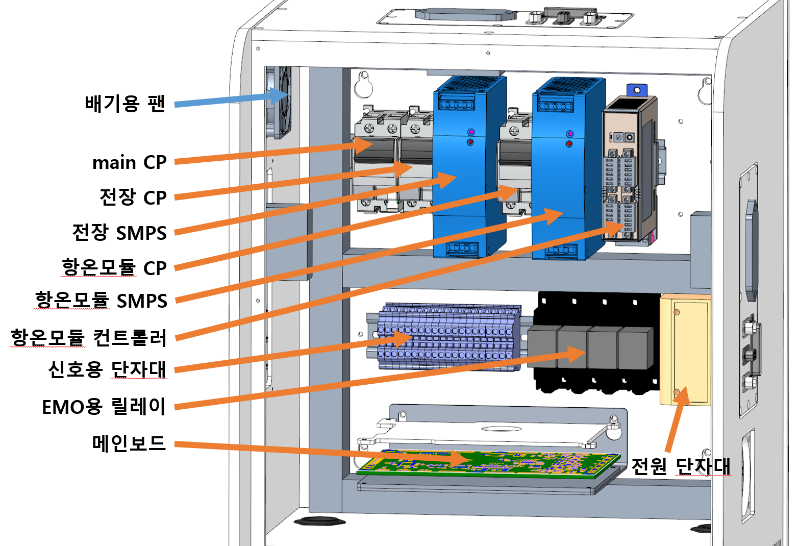 배기용 팬
main CP
전장 CP
전장 SMPS
항온모듈 CP
항온모듈 SMPS
항온모듈 컨트롤러
신호용 단자대
EMO용 릴레이
메인보드
전원 단자대